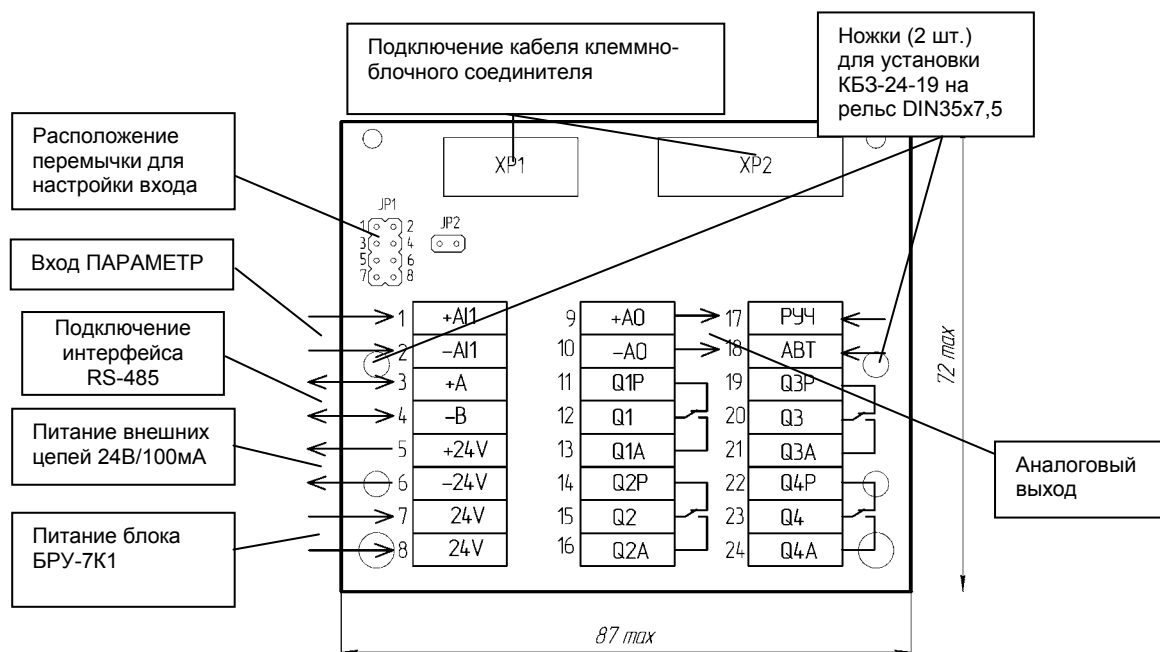 Подключение кабеля клеммно-
блочного соединителя
Ножки (2 шт.)
для установки
КБЗ-24-19 на
рельс DIN35x7,5
Расположение
перемычки для
настройки входа
XP1
XP2
JP1
JP2
1 2
3 4
5 6
7 8
Вход ПАРАМЕТР
Подключение
интерфейса
RS-485
Питание внешних
цепей 24В/100мА
Питание блока
БРУ-7К1
1 +AI1
2 –AI1
3 +A
4 –B
5 +24V
6 –24V
7 24V
8 24V
9 +AO
10 –AO
11 Q1P
12 Q1
13 Q1A
14 Q2P
15 Q2
16 Q2A
17 РУЧ
18 АВТ
19 Q3P
20 Q3
21 Q3A
22 Q4P
23 Q4
24 Q4A
Аналоговый
выход
72 max
87 max